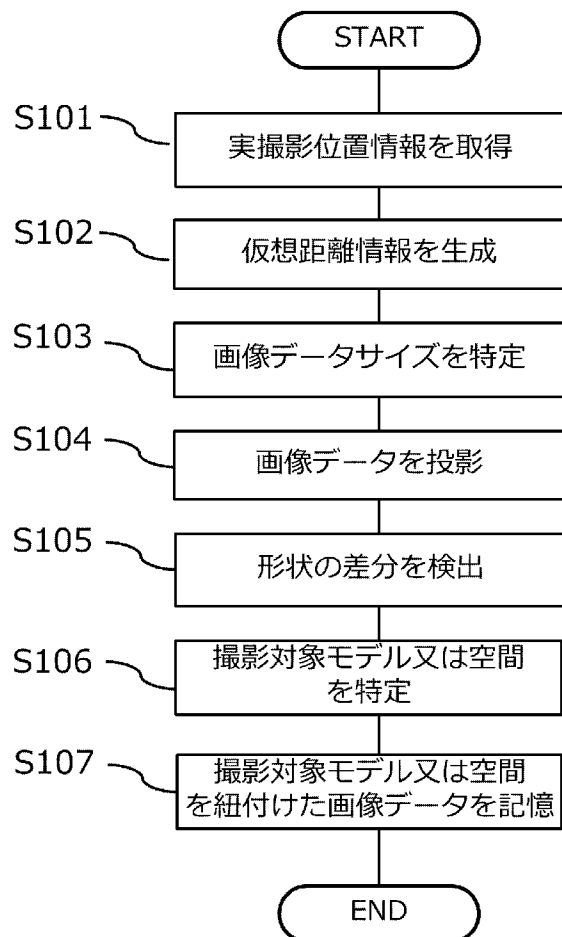 START
S101
実撮影位置情報を取得
S102
仮想距離情報を生成
S103
画像データサイズを特定
S104
画像データを投影
S105
形状の差分を検出
S106
撮影対象モデル又は空間
を特定
S107
撮影対象モデル又は空間
を紐付けた画像データを記憶
END